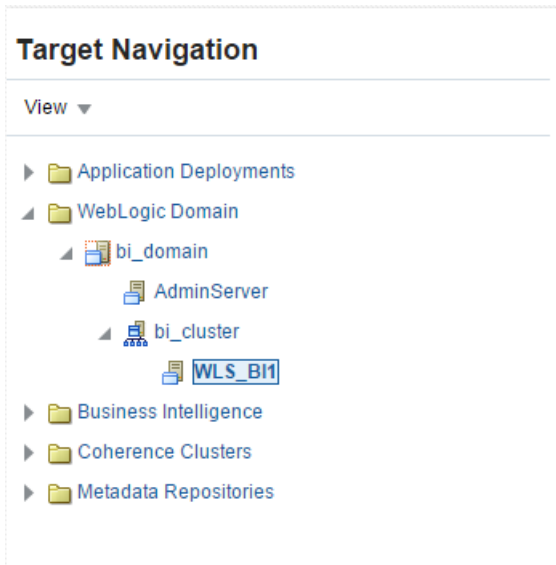 Target Navigation
View
Application Deployments
WebLogic Domain
bi_domain
AdminServer
bi_cluster
WLS_BI1
Business Intelligence
Coherence Clusters
Metadata Repositories